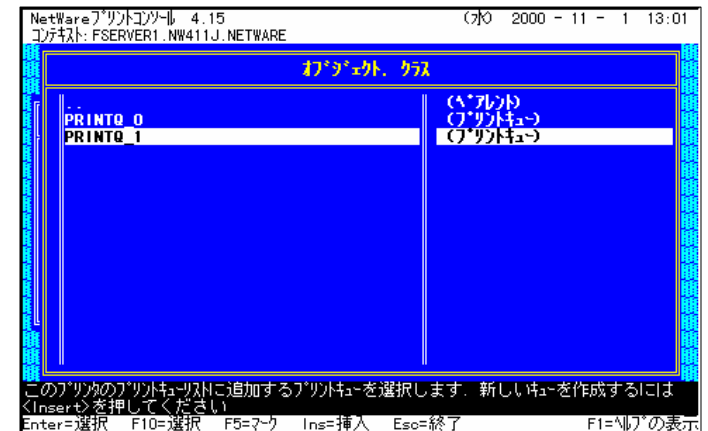 NetWareプリントコンソール 4.15 (水) 2000 - 11 - 1 13:01
コンテキスト: FSERVER1.NW411J.NETWARE
オブジェクト. クラス
.. (ペアレント)
PRINTQ_0 (プリントキュー)
PRINTQ_1 (プリントキュー)
このプリンタのプリントキューリストに追加するプリントキューを選択します. 新しいキューを作成するには
<Insert>を押してください
Enter=選択 F10=選択 F5=マーク Ins=挿入 Esc=終了 F1=ヘルプの表示